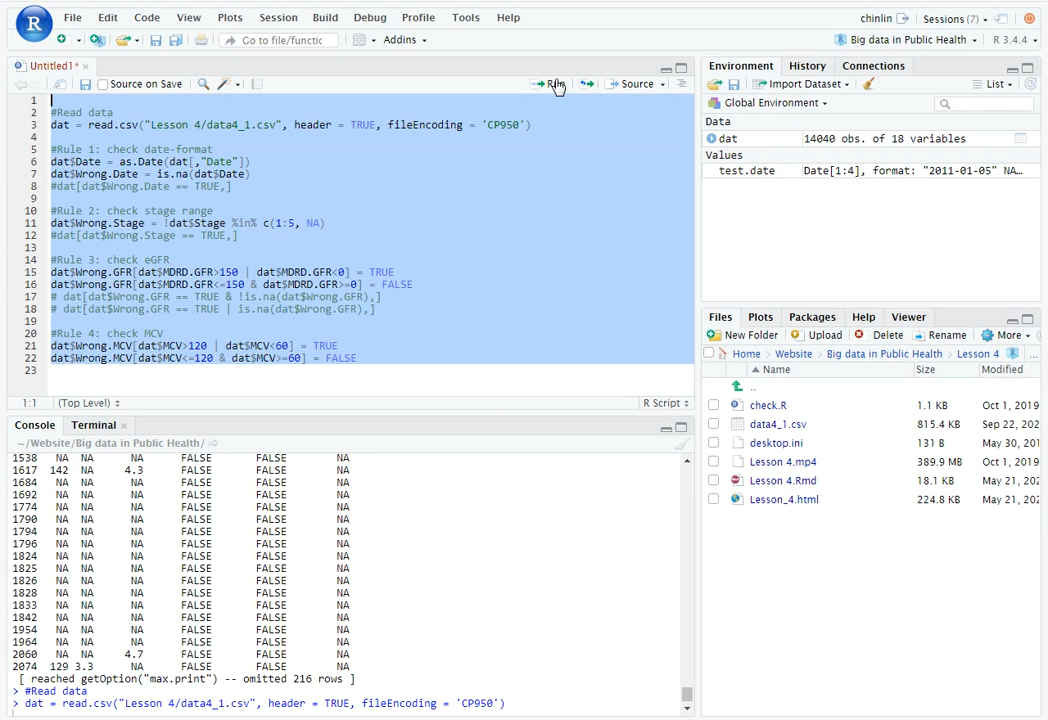 File Edit Code View Plots Session Build Debug Profile Tools Help
chinlin Sessions (7)
Go to file/functic Addins
Big data in Public Health R 3.4.4
Untitled1*
Source on Save Run Source
1
2 #Read data
3 dat = read.csv("Lesson 4/data4_1.csv", header = TRUE, fileEncoding = 'CP950')
4
5 #Rule 1: check date-format
6 dat$Date = as.Date(dat[,"Date"])
7 dat$Wrong.Date = is.na(dat$Date)
8 #dat[dat$Wrong.Date == TRUE,]
9
10 #Rule 2: check stage range
11 dat$Wrong.Stage = !dat$Stage %in% c(1:5, NA)
12 #dat[dat$Wrong.Stage == TRUE,]
13
14 #Rule 3: check eGFR
15 dat$Wrong.GFR[dat$MDRD.GFR>150 | dat$MDRD.GFR<0] = TRUE
16 dat$Wrong.GFR[dat$MDRD.GFR<=150 & dat$MDRD.GFR>=0] = FALSE
17 # dat[dat$Wrong.GFR == TRUE & !is.na(dat$Wrong.GFR),]
18 # dat[dat$Wrong.GFR == TRUE | is.na(dat$Wrong.GFR),]
19
20 #Rule 4: check MCV
21 dat$Wrong.MCV[dat$MCV>120 | dat$MCV<60] = TRUE
22 dat$Wrong.MCV[dat$MCV<=120 & dat$MCV>=60] = FALSE
23
1:1 (Top Level) R Script
Console Terminal
~/Website/Big data in Public Health/
1538 NA NA NA FALSE FALSE NA
1617 142 NA 4.3 FALSE FALSE NA
1684 NA NA NA FALSE FALSE NA
1692 NA NA NA FALSE FALSE NA
1774 NA NA NA FALSE FALSE NA
1790 NA NA NA FALSE FALSE NA
1794 NA NA NA FALSE FALSE NA
1796 NA NA NA FALSE FALSE NA
1824 NA NA NA FALSE FALSE NA
1825 NA NA NA FALSE FALSE NA
1826 NA NA NA FALSE FALSE NA
1828 NA NA NA FALSE FALSE NA
1833 NA NA NA FALSE FALSE NA
1842 NA NA NA FALSE FALSE NA
1954 NA NA NA FALSE FALSE NA
1964 NA NA NA FALSE FALSE NA
2060 NA NA 4.7 FALSE FALSE NA
2074 129 3.3 NA FALSE FALSE NA
[ reached getOption("max.print") -- omitted 216 rows ]
> #Read data
> dat = read.csv("Lesson 4/data4_1.csv", header = TRUE, fileEncoding = 'CP950')
Environment History Connections
Import Dataset List
Global Environment
Data
dat 14040 obs. of 18 variables
Values
test.date Date[1:4], format: "2011-01-05" NA…
Files Plots Packages Help Viewer
New Folder Upload Delete Rename More
Home Website Big data in Public Health Lesson 4 ...
Name Size Modified
..
check.R 1.1 KB Oct 1, 2019
data4_1.csv 815.4 KB Sep 22, 202
desktop.ini 131 B May 30, 201
Lesson 4.mp4 389.9 MB Oct 1, 2019
Lesson 4.Rmd 18.1 KB May 21, 202
Lesson_4.html 224.8 KB May 21, 202